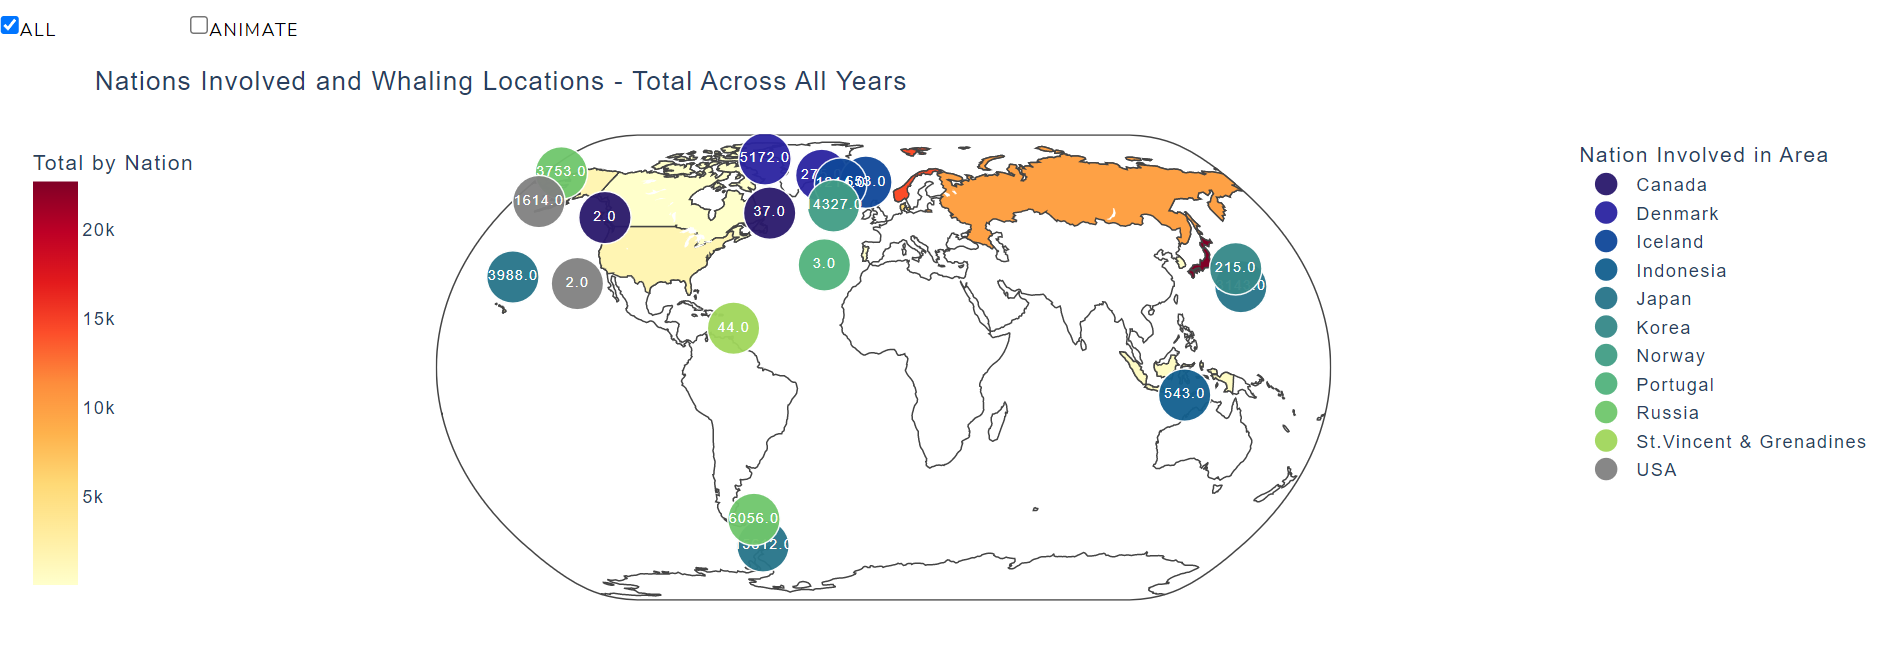 ALL
ANIMATE
Nations Involved and Whaling Locations - Total Across All Years
Total by Nation
20k
15k
10k
5k
5172.0
3753.0
1614.0
2.0
37.0
4327.0
3988.0
2.0
3.0
215.0
44.0
543.0
6056.0
Nation Involved in Area
Canada
Denmark
Iceland
Indonesia
Japan
Korea
Norway
Portugal
Russia
St.Vincent & Grenadines
USA